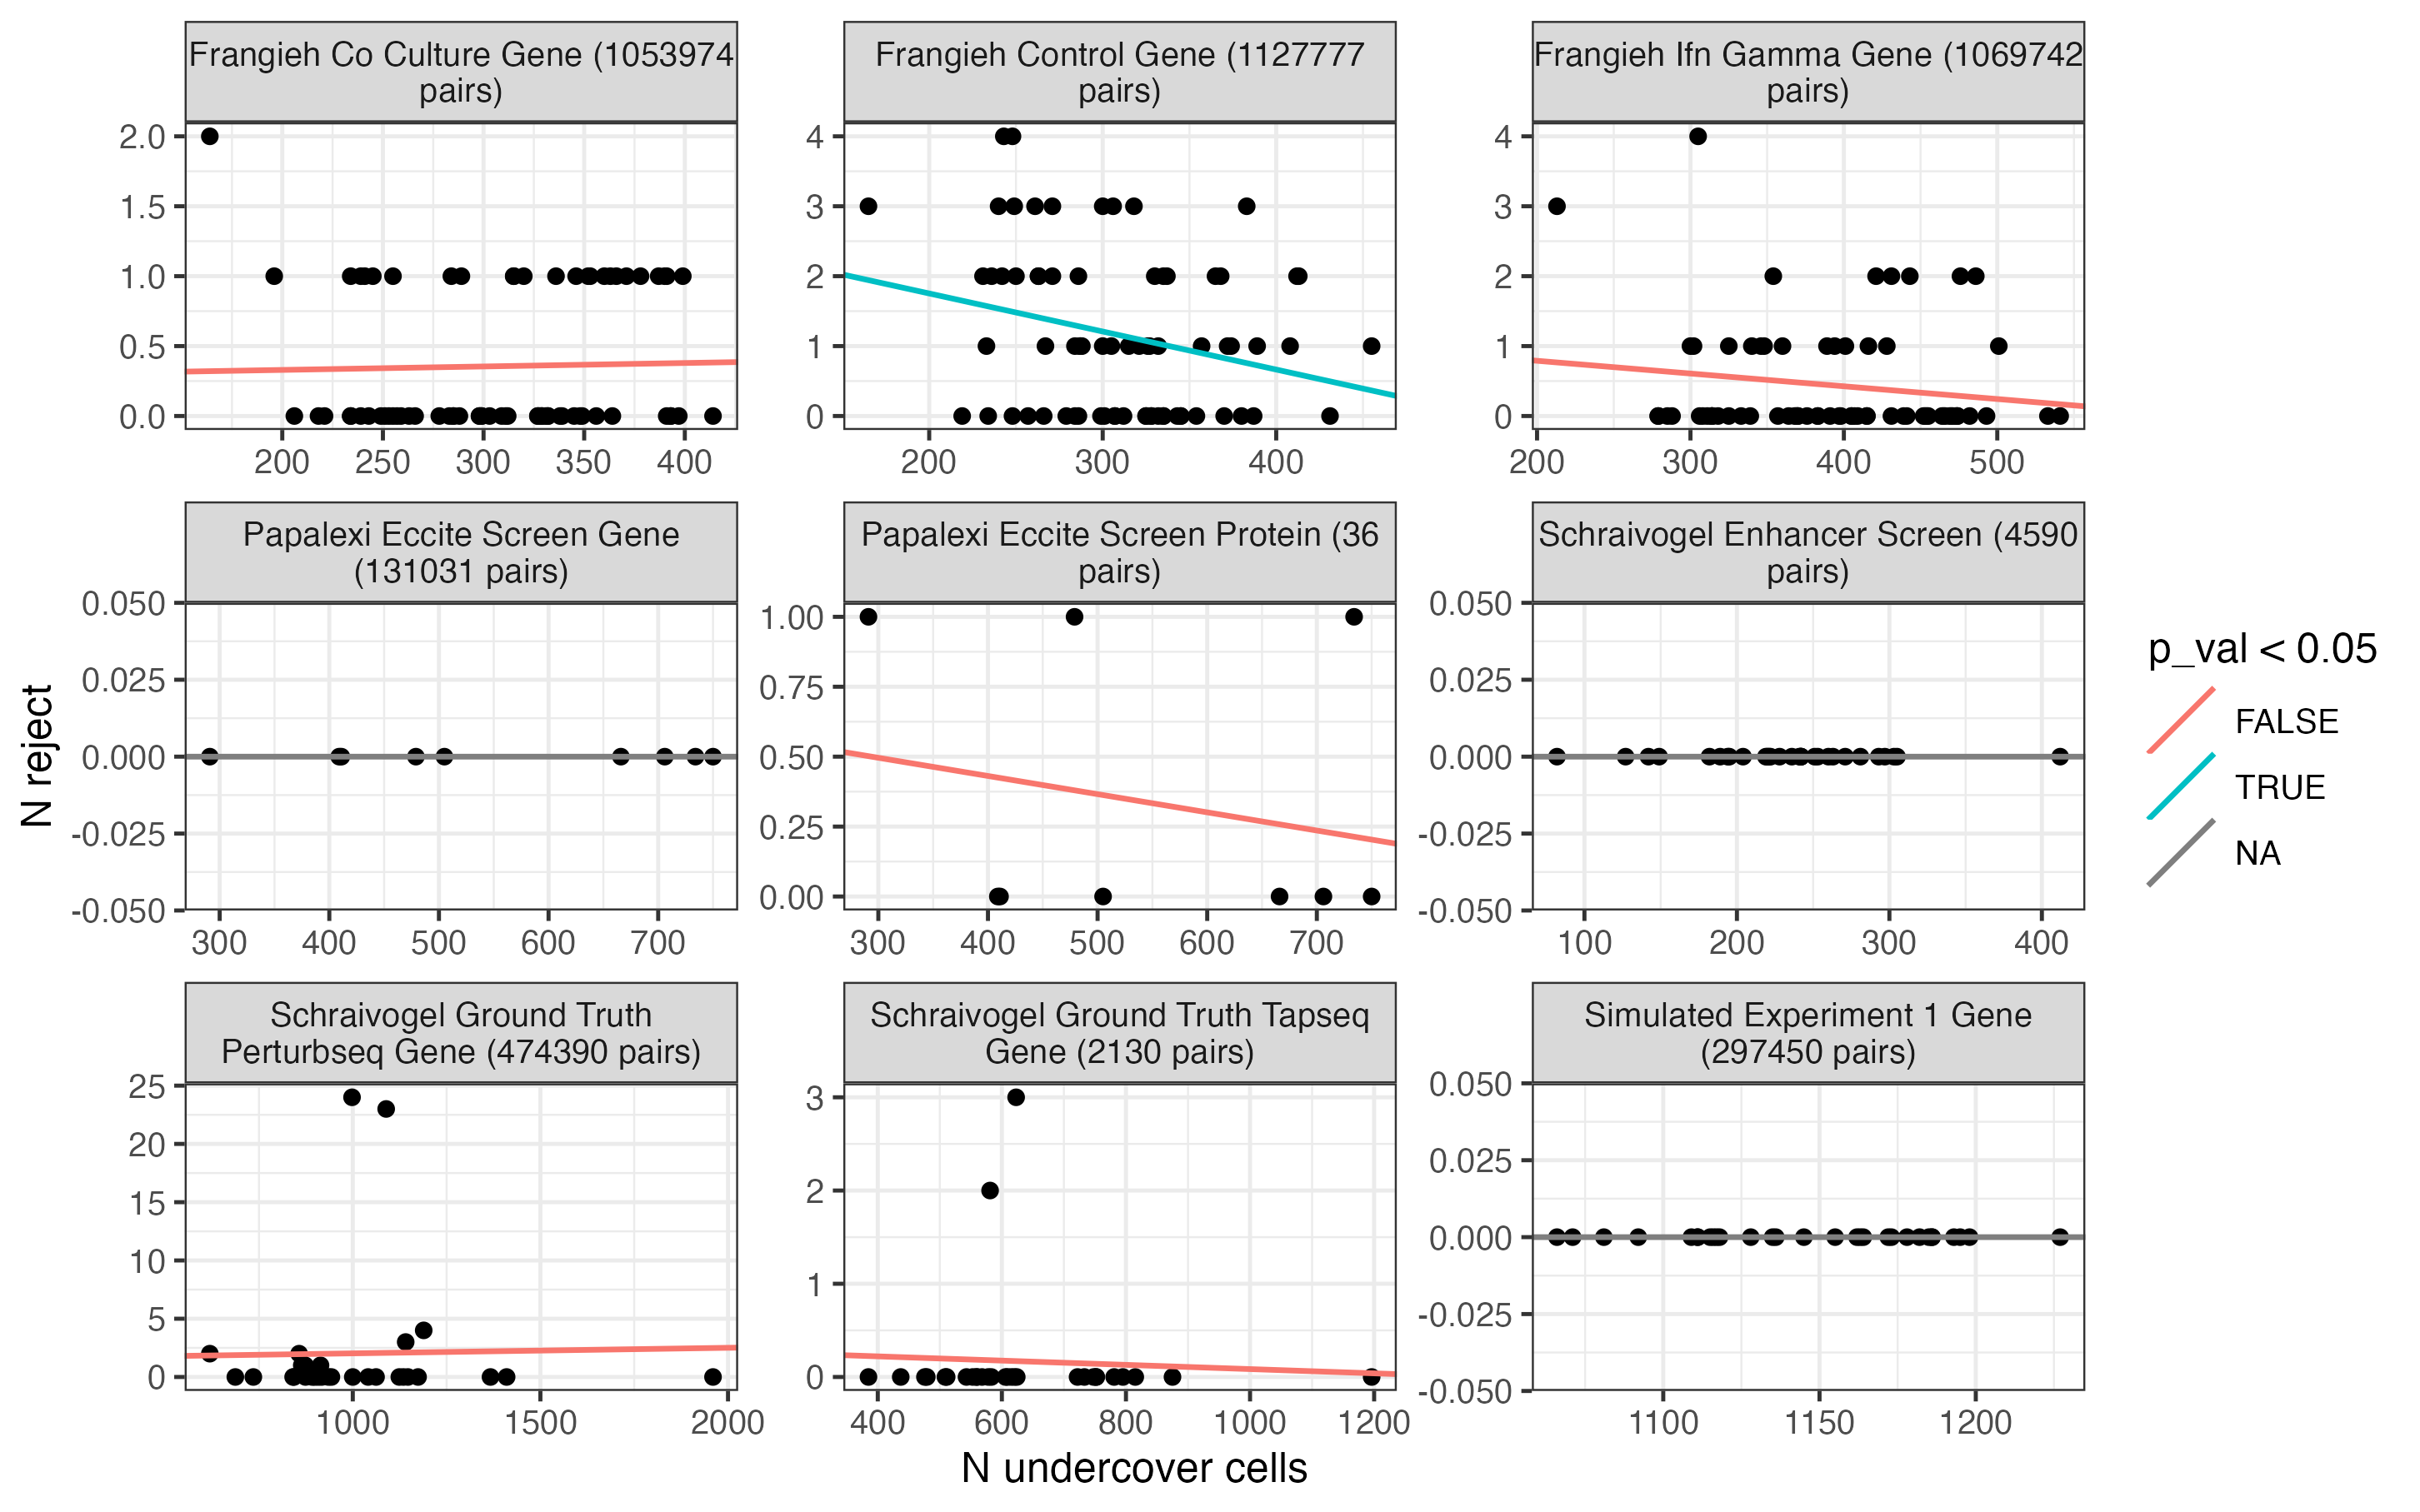 Frangieh Co Culture Gene (1053974
pairs)
Frangieh Control Gene (1127777
pairs)
Frangieh Ifn Gamma Gene (1069742
pairs)
2.0
1.5
1.0
0.5
0.0
200 250 300 350 400
4
3
2
1
0
200 300 400
4
3
2
1
0
200 300 400 500
Papalexi Eccite Screen Gene
(131031 pairs)
Papalexi Eccite Screen Protein (36
pairs)
Schraivogel Enhancer Screen (4590
pairs)
0.050
0.025
0.000
-0.025
-0.050
300 400 500 600 700
1.00
0.75
0.50
0.25
0.00
300 400 500 600 700
0.050
0.025
0.000
-0.025
-0.050
100 200 300 400
Schraivogel Ground Truth
Perturbseq Gene (474390 pairs)
Schraivogel Ground Truth Tapseq
Gene (2130 pairs)
Simulated Experiment 1 Gene
(297450 pairs)
25
20
15
10
5
0
1000 1500 2000
3
2
1
0
400 600 800 1000 1200
0.050
0.025
0.000
-0.025
-0.050
1100 1150 1200
N reject
N undercover cells
p_val < 0.05
FALSE
TRUE
NA